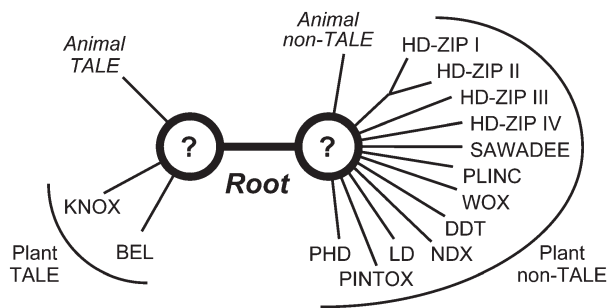 Animal
TALE
Animal
non-TALE
HD-ZIP I
HD-ZIP II
HD-ZIP III
HD-ZIP IV
SAWADEE
PLINC
WOX
DDT
NDX
LD
PINTOX
PHD
?
?
Root
KNOX
BEL
Plant
TALE
Plant
non-TALE